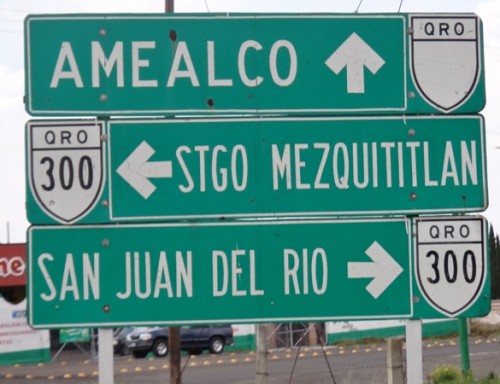 AMEALCO QRO
QRO 300 STGO MEZQUITITLAN
SAN JUAN DEL RIO QRO 300